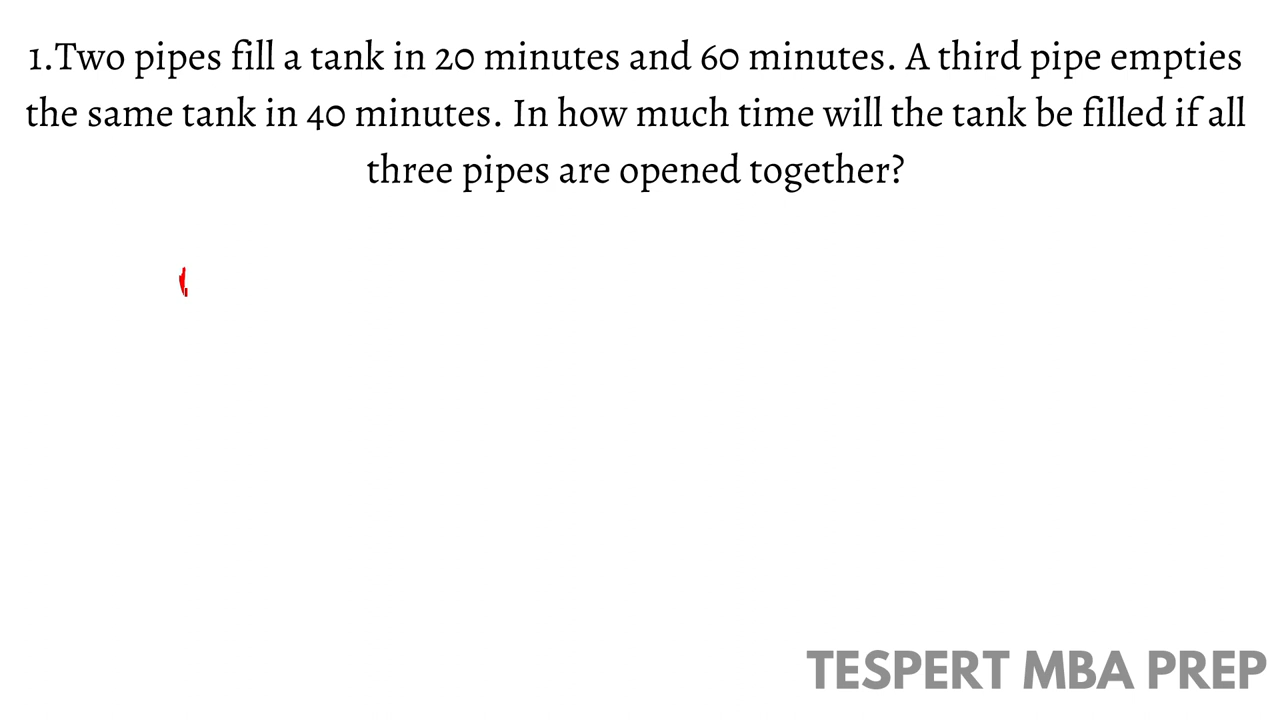 1.Two pipes fill a tank in 20 minutes and 60 minutes. A third pipe empties
the same tank in 40 minutes. In how much time will the tank be filled if all
three pipes are opened together?
TESPERT MBA PREP